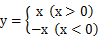 y = { x (x > 0)
−x (x < 0)